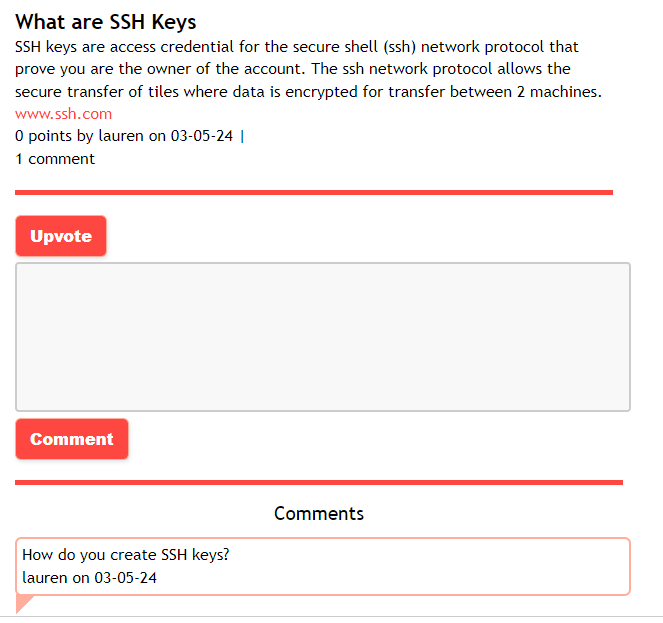 What are SSH Keys
SSH keys are access credential for the secure shell (ssh) network protocol that
prove you are the owner of the account. The ssh network protocol allows the
secure transfer of tiles where data is encrypted for transfer between 2 machines.
www.ssh.com
0 points by lauren on 03-05-24 |
1 comment
Upvote
Comment
Comments
How do you create SSH keys?
lauren on 03-05-24